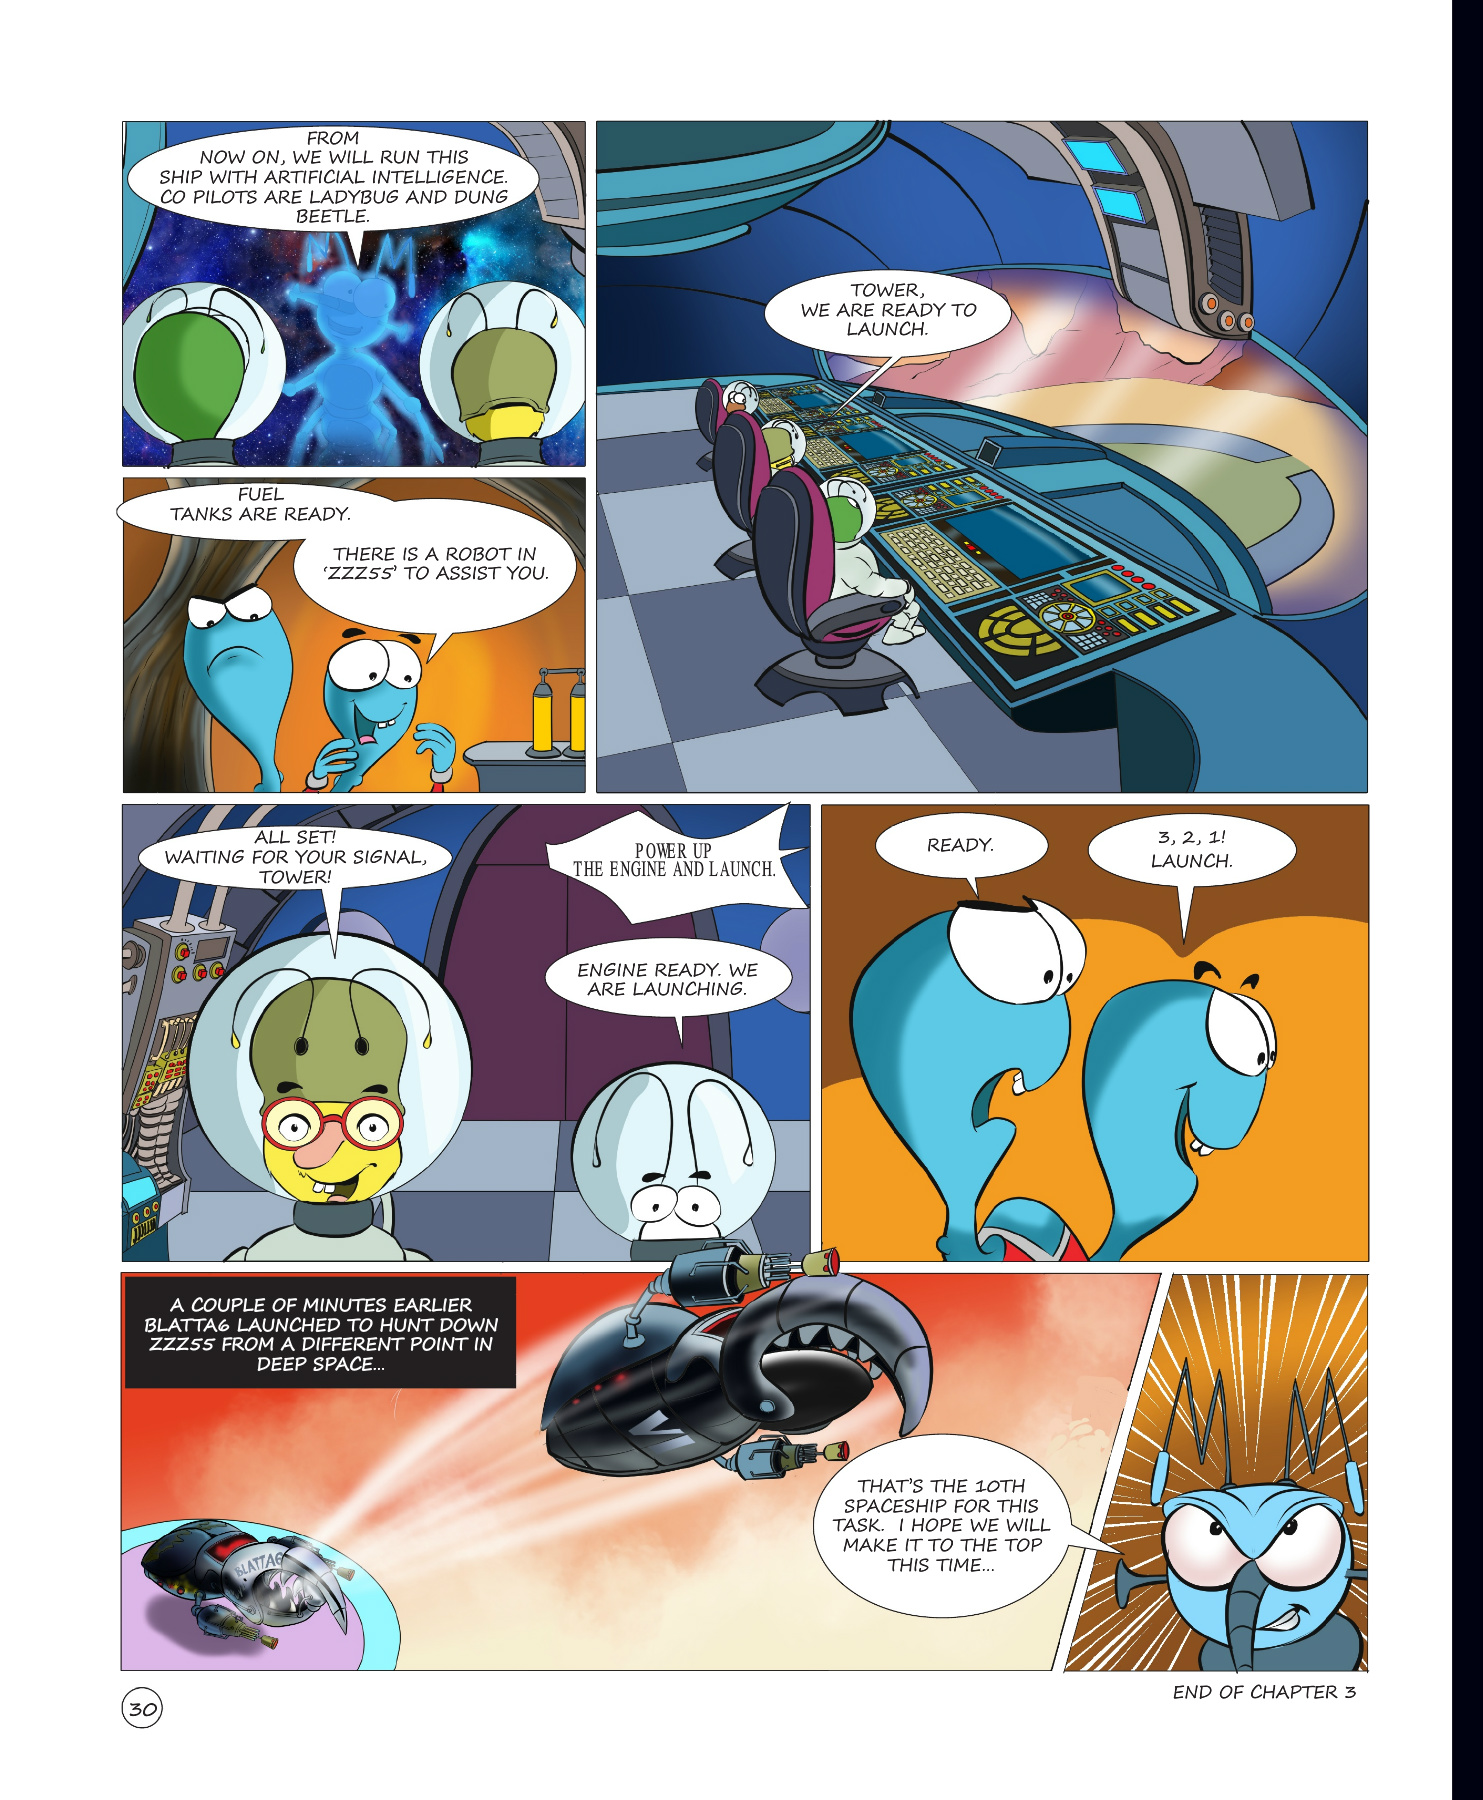 FROM
NOW ON, WE WILL RUN THIS
SHIP WITH ARTIFICIAL INTELLIGENCE.
CO PILOTS ARE LADYBUG AND DUNG
BEETLE.
TOWER,
WE ARE READY TO
LAUNCH.
FUEL
TANKS ARE READY.
THERE IS A ROBOT IN
‘ZZZ55’ TO ASSIST YOU.
ALL SET!
WAITING FOR YOUR SIGNAL,
TOWER!
POWER UP
THE ENGINE AND LAUNCH.
ENGINE READY. WE
ARE LAUNCHING.
READY.
3, 2, 1!
LAUNCH.
A COUPLE OF MINUTES EARLIER
BLATTA6 LAUNCHED TO HUNT DOWN
ZZZ55 FROM A DIFFERENT POINT IN
DEEP SPACE...
BLATTA6
THAT'S THE 10TH
SPACESHIP FOR THIS
TASK. I HOPE WE WILL
MAKE IT TO THE TOP
THIS TIME...
END OF CHAPTER 3
30